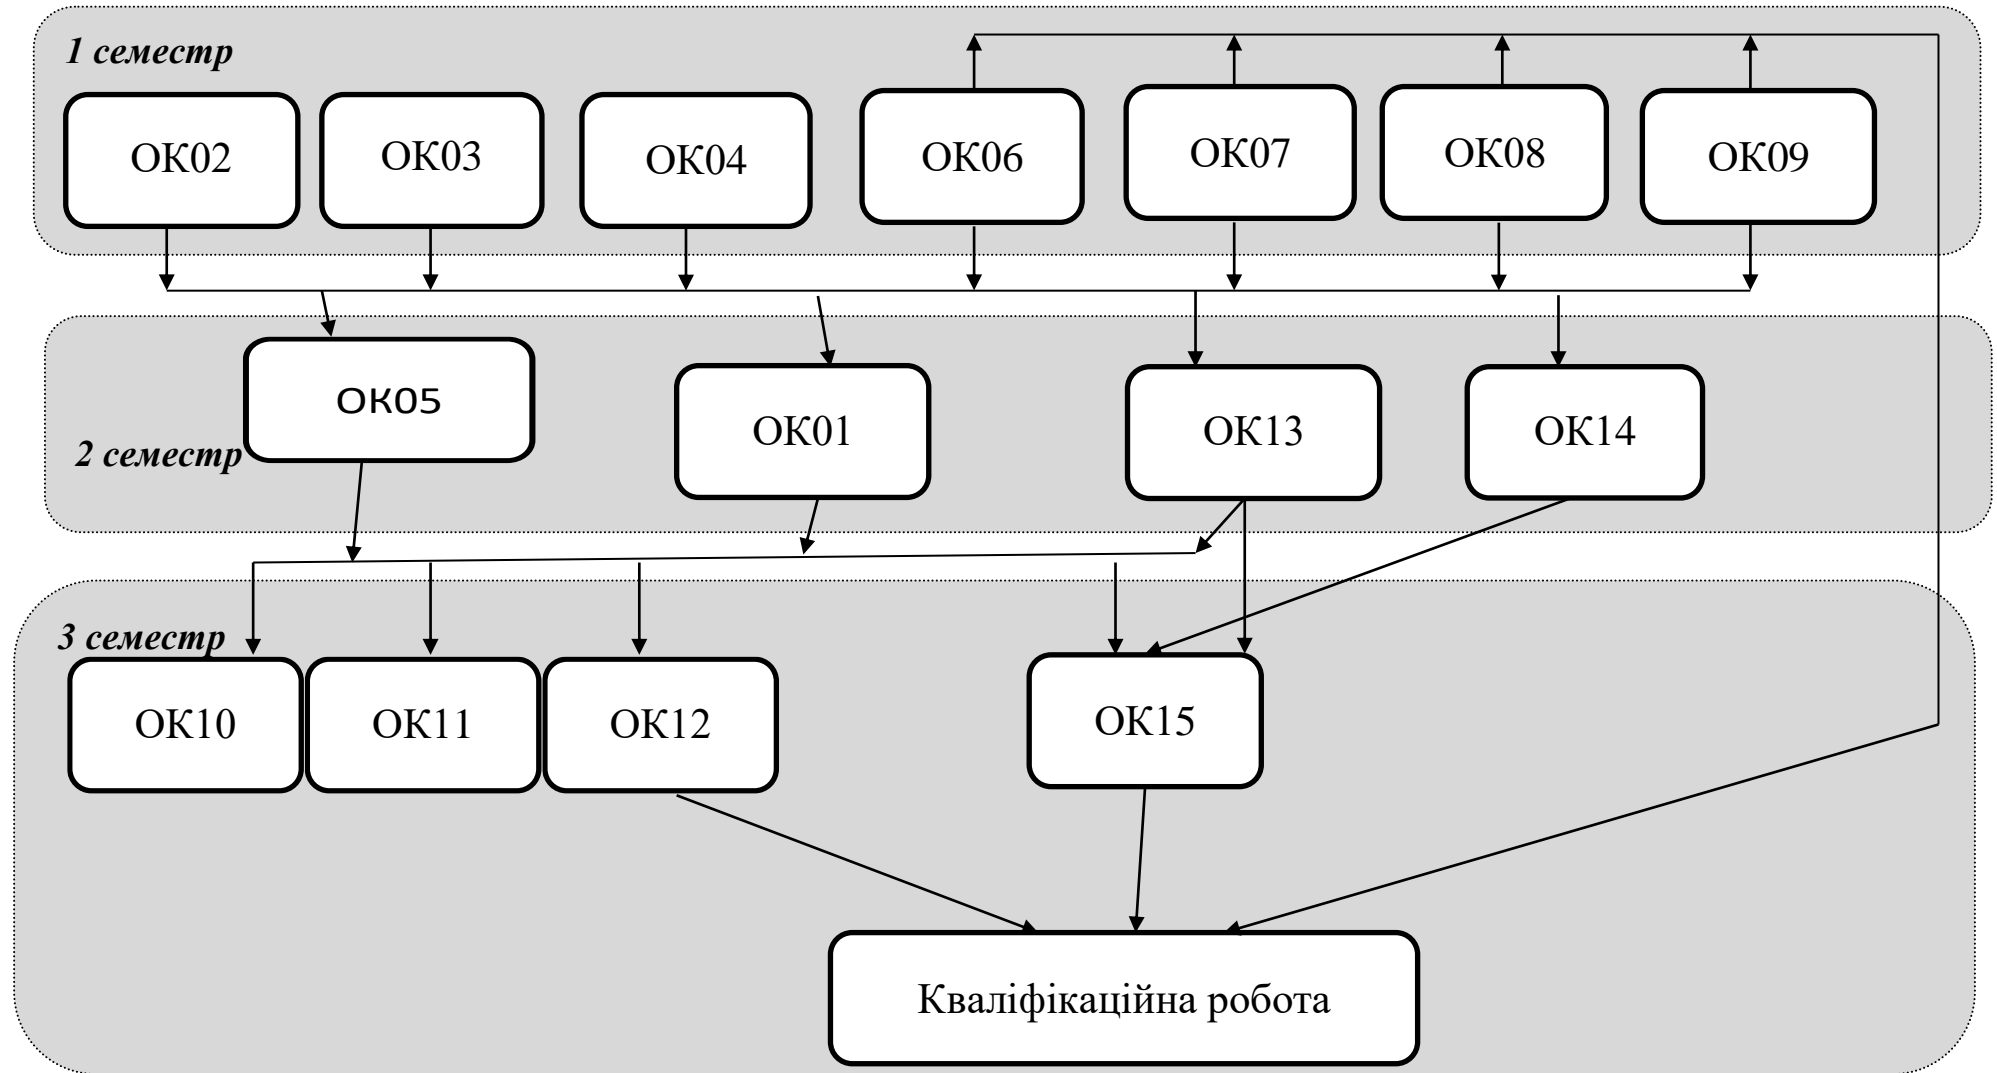 1 семестр
ОК02
ОК03
ОК04
ОК06
ОК07
ОК08
ОК09
2 семестр
ОК05
ОК01
ОК13
ОК14
3 семестр
ОК10
ОК11
ОК12
ОК15
Кваліфікаційна робота